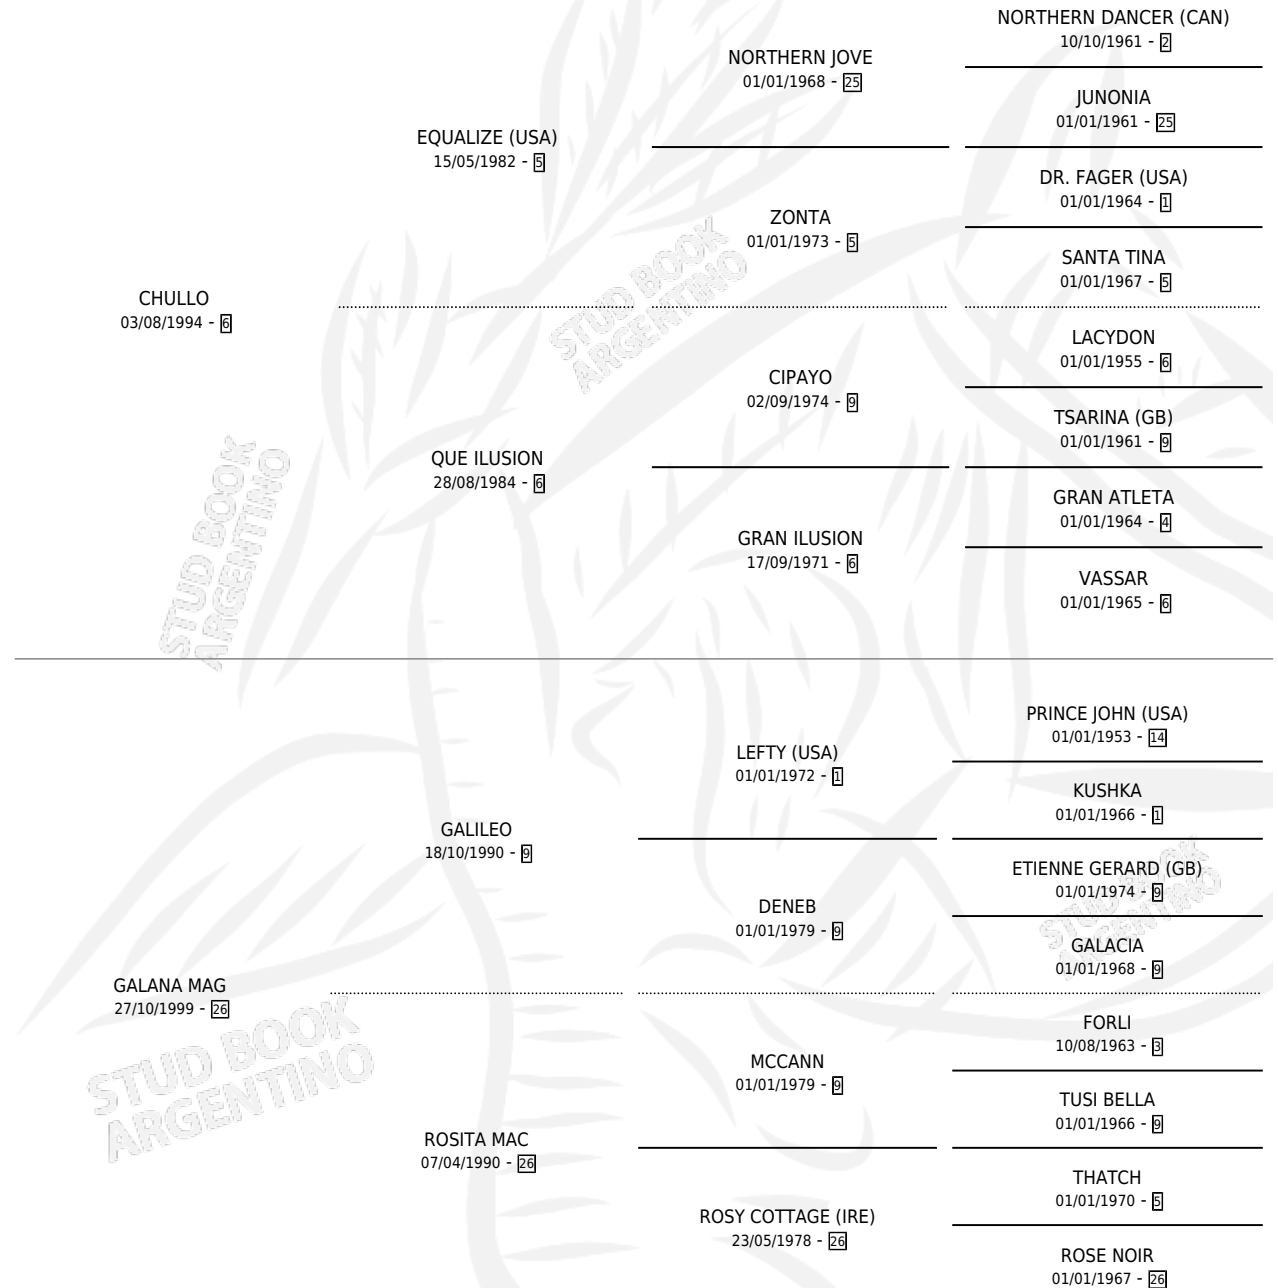 NORTHERN DANCER (CAN)
10/10/1961 - 2
NORTHERN JOVE
01/01/1968 - 25
JUNONIA
01/01/1961 - 25
EQUALIZE (USA)
15/05/1982 - 5
DR. FAGER (USA)
01/01/1964 - 1
ZONTA
01/01/1973 - 5
SANTA TINA
01/01/1967 - 5
STUD BOOK
ARGENTINO
CHULLO
03/08/1994 - 6
LACYDON
01/01/1955 - 6
CIPAYO
02/09/1974 - 9
TSARINA (GB)
01/01/1961 - 9
QUE ILUSION
28/08/1984 - 6
GRAN ATLETA
01/01/1964 - 4
GRAN ILUSION
17/09/1971 - 6
VASSAR
01/01/1965 - 6
STUD BOOK
ARGENTINO
PRINCE JOHN (USA)
01/01/1953 - 14
LEFTY (USA)
01/01/1972 - 1
KUSHKA
01/01/1966 - 1
GALILEO
18/10/1990 - 9
ETIENNE GERARD (GB)
01/01/1974 - 9
DENEB
01/01/1979 - 9
GALACIA
01/01/1968 - 9
STUD BOOK
ARGENTINO
GALANA MAG
27/10/1999 - 26
FORLI
10/08/1963 - 3
MCCANN
01/01/1979 - 9
TUSI BELLA
01/01/1966 - 9
STUD BOOK
ARGENTINO
ROSITA MAC
07/04/1990 - 26
THATCH
01/01/1970 - 5
ROSY COTTAGE (IRE)
23/05/1978 - 26
ROSE NOIR
01/01/1967 - 26